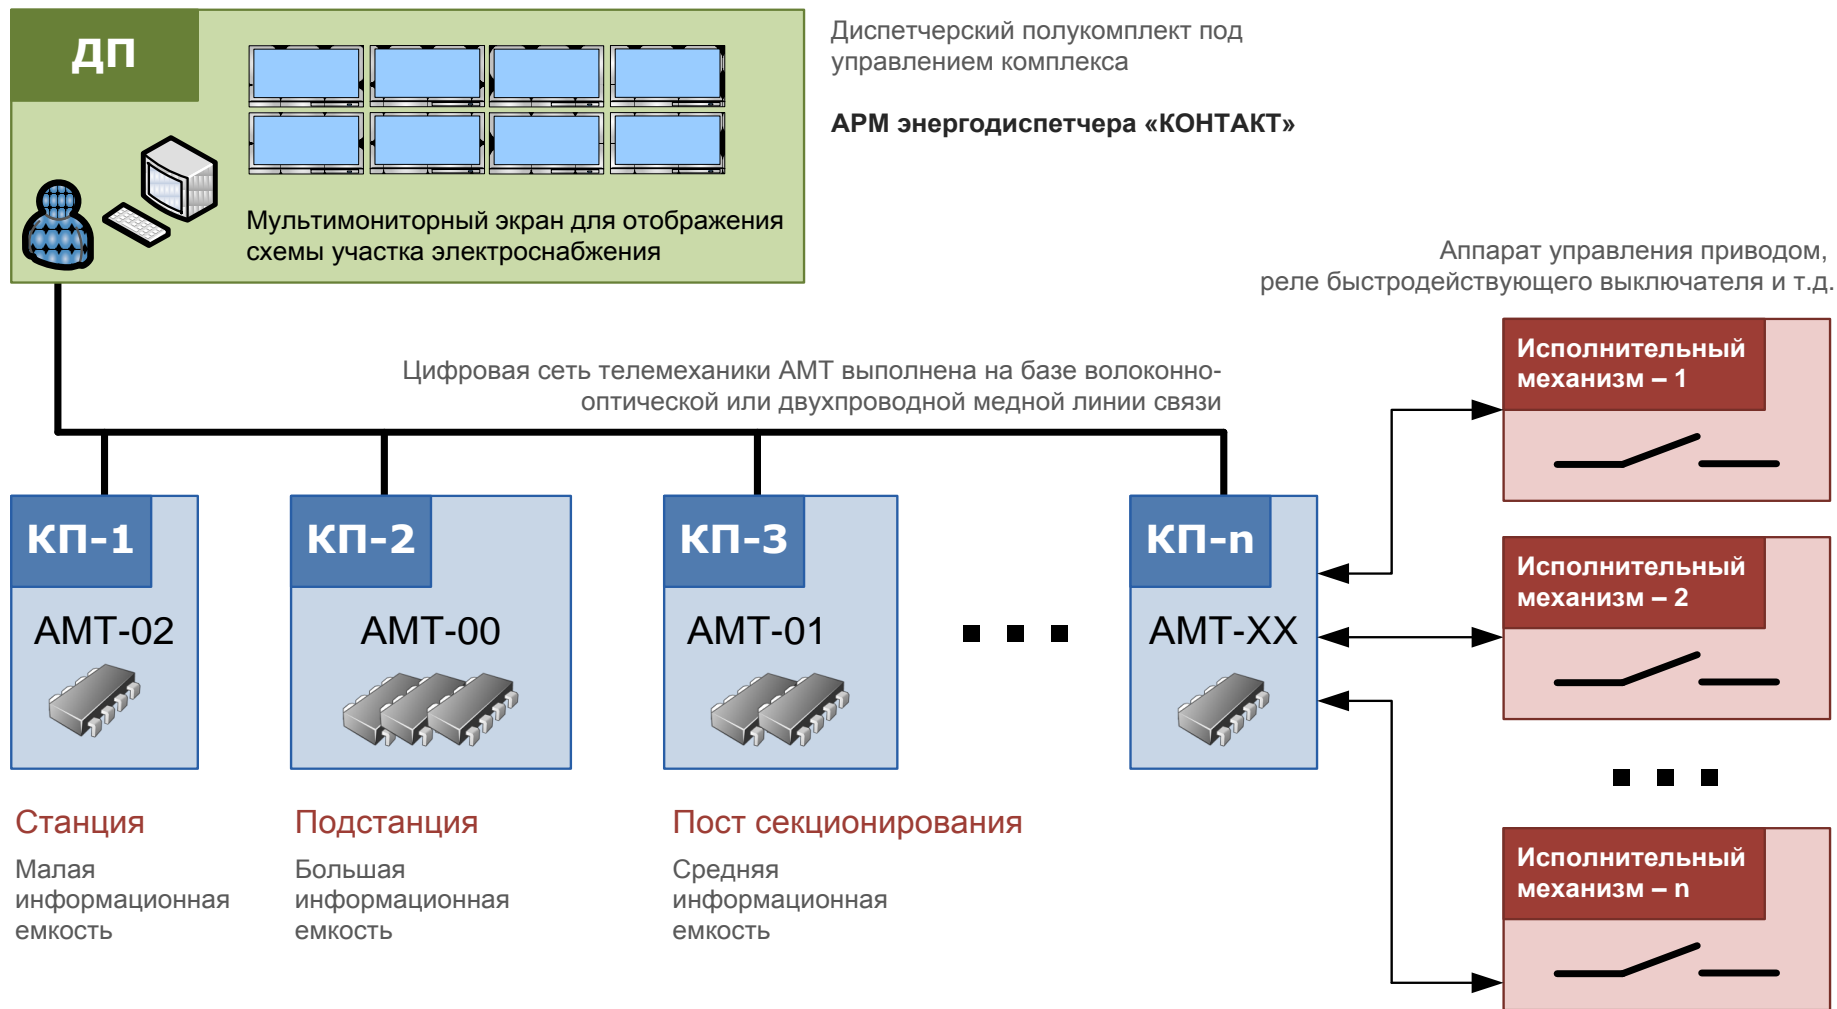 ДП
Мультимониторный экран для отображения
схемы участка электроснабжения
Диспетчерский полукомплект под
управлением комплекса
АРМ энергодиспетчера «КОНТАКТ»
Аппарат управления приводом,
реле быстродействующего выключателя и т.д.
Цифровая сеть телемеханики АМТ выполнена на базе волоконно-
оптической или двухпроводной медной линии связи
КП-1
АМТ-02
КП-2
АМТ-00
КП-3
АМТ-01
КП-n
АМТ-XX
Станция
Малая
информационная
емкость
Подстанция
Большая
информационная
емкость
Пост секционирования
Средняя
информационная
емкость
Исполнительный
механизм – 1
Исполнительный
механизм – 2
Исполнительный
механизм – n